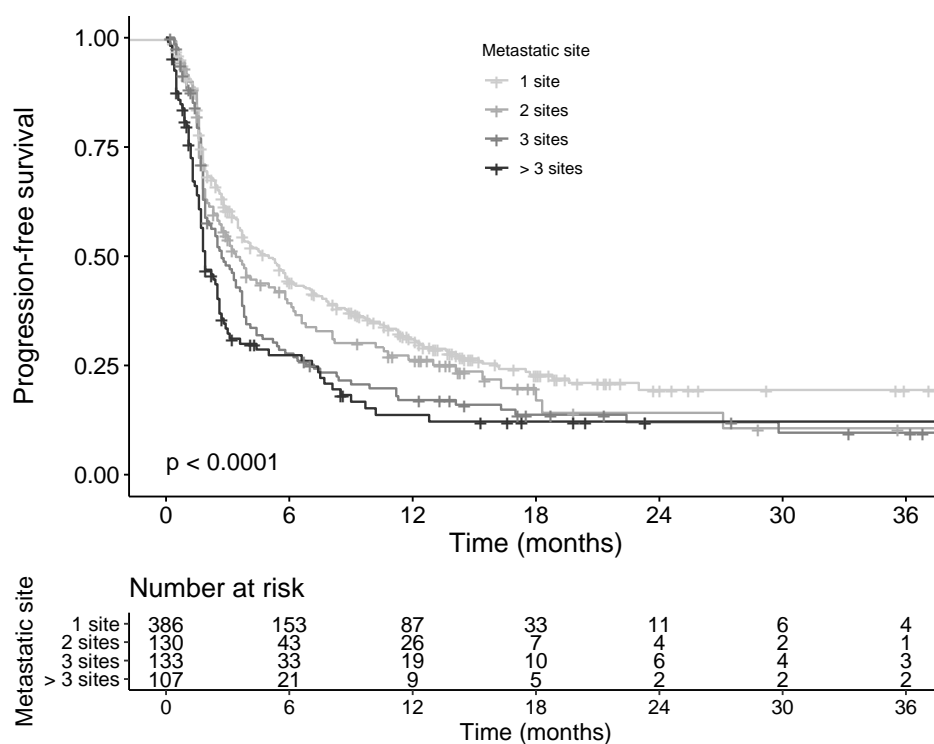 Progression-free survival
1.00
0.75
0.50
0.25
0.00
Metastatic site
1 site
2 sites
3 sites
> 3 sites
p < 0.0001
0 6 12 18 24 30 36
Time (months)
Number at risk
Metastatic site
1 site 386 153 87 33 11 6 4
2 sites 130 43 26 7 4 2 1
3 sites 133 33 19 10 6 4 3
> 3 sites 107 21 9 5 2 2 2
0 6 12 18 24 30 36
Time (months)